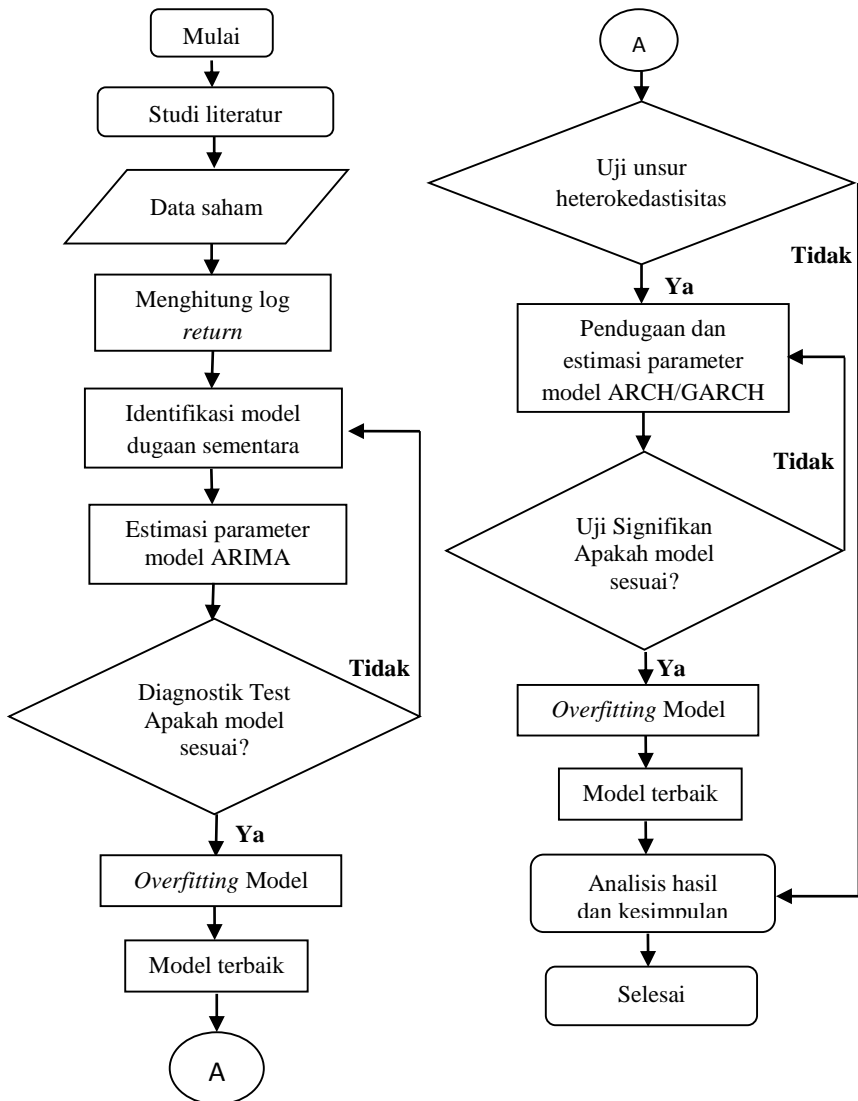 Mulai
Studi literatur
Data saham
Menghitung log
return
Identifikasi model
dugaan sementara
Estimasi parameter
model ARIMA
Tidak
Diagnostik Test
Apakah model
sesuai?
Ya
Overfitting Model
Model terbaik
A
A
Uji unsur
heterokedastisitas
Tidak
Ya
Pendugaan dan
estimasi parameter
model ARCH/GARCH
Tidak
Uji Signifikan
Apakah model
sesuai?
Ya
Overfitting Model
Model terbaik
Analisis hasil
dan kesimpulan
Selesai